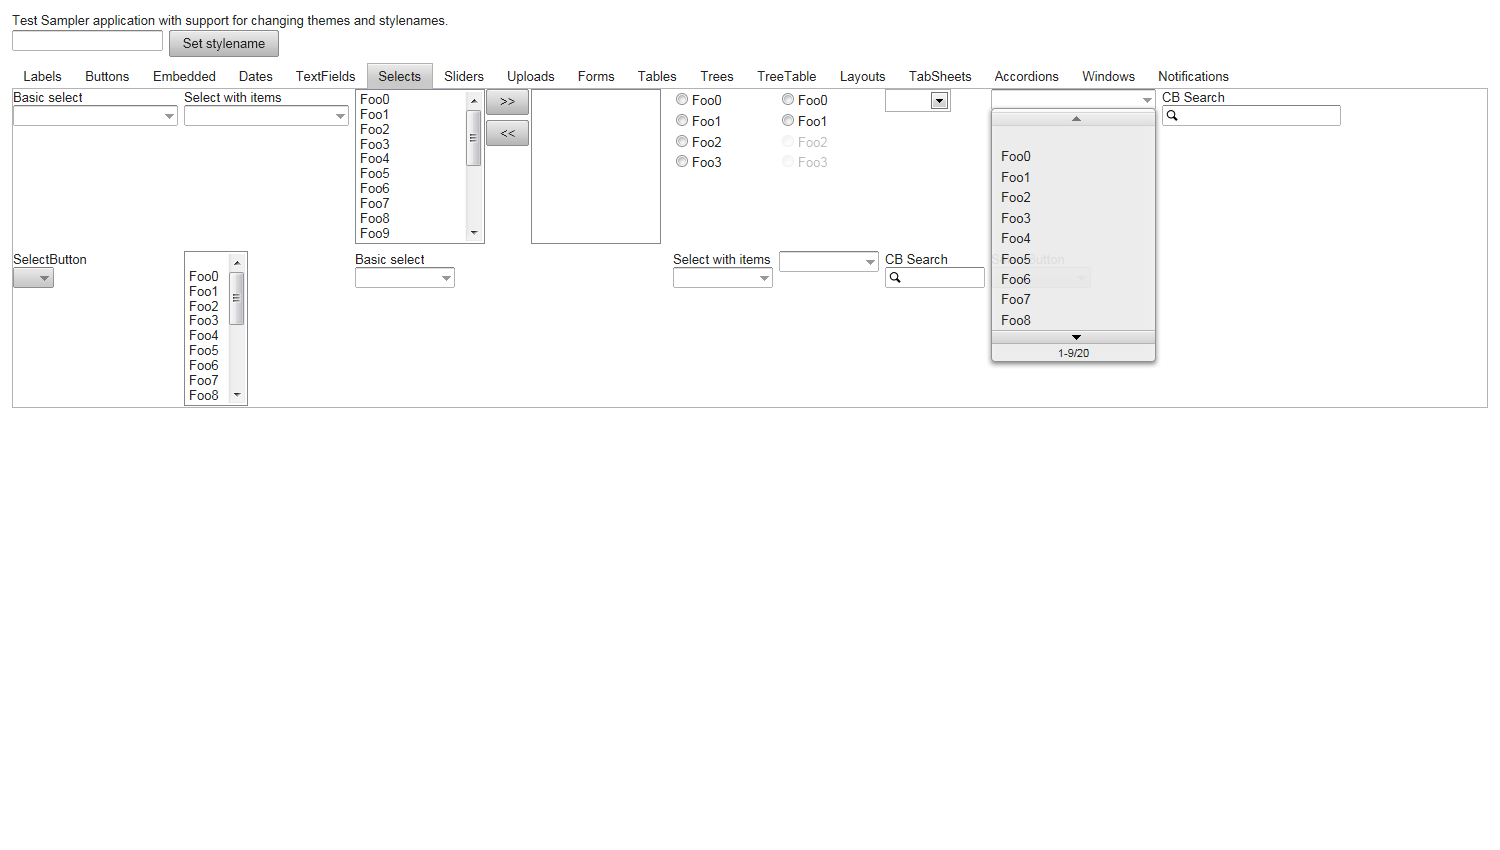 Test Sampler application with support for changing themes and stylenames.
Set stylename
Labels Buttons Embedded Dates TextFields Selects Sliders Uploads Forms Tables Trees TreeTable Layouts TabSheets Accordions Windows Notifications
Basic select
Select with items
Foo0
Foo1
Foo2
Foo3
Foo4
Foo5
Foo6
Foo7
Foo8
Foo9
>>
<<
Foo0
Foo1
Foo2
Foo3
Foo0
Foo1
Foo2
Foo3
Foo0
Foo1
Foo2
Foo3
Foo4
Foo5
Foo6
Foo7
Foo8
1-9/20
CB Search
SelectButton
Foo0
Foo1
Foo2
Foo3
Foo4
Foo5
Foo6
Foo7
Foo8
Basic select
Select with items
CB Search